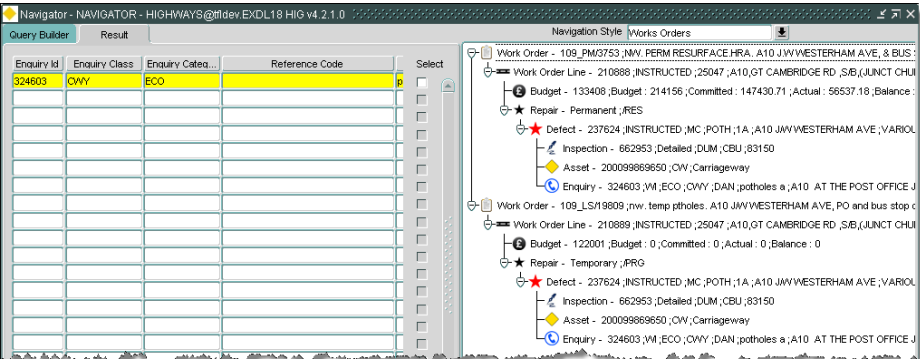 Navigator - NAVIGATOR - HIGHWAYS@tfldev.EXDL18 HIG v4.2.1.0
Query Builder Result
Navigation Style Works Orders
Enquiry Id Enquiry Class Enquiry Categ... Reference Code Select
324603 CWY ECO p
Work Order - 109_PM/3753 ;NW. PERM RESURFACE.HRA. A10 J.W WESTERHAM AVE, & BUS
Work Order Line - 210888 ;INSTRUCTED ;25047 ;A10,GT CAMBRIDGE RD ,S/B,(JUNCT CHU
Budget - 133408 ;Budget : 214156 ;Committed : 147430.71 ;Actual : 56537.18 ;Balance :
Repair - Permanent ;/RES
Defect - 237624 ;INSTRUCTED ;MC ;POTH ;1A ;A10 J/W WESTERHAM AVE ;VARIOU
Inspection - 662953 ;Detailed ;DUM ;CBU ;83150
Asset - 200099869650 ;CW ;Carriageway
Enquiry - 324603 ;WI ;ECO ;CWY ;DAN ;potholes a ;A10 AT THE POST OFFICE J
Work Order - 109_LS/19809 ;nw. temp ptholes. A10 J/W WESTERHAM AVE, PO and bus stop o
Work Order Line - 210889 ;INSTRUCTED ;25047 ;A10,GT CAMBRIDGE RD ,S/B,(JUNCT CHU
Budget - 122001 ;Budget : 0 ;Committed : 0 ;Actual : 0 ;Balance : 0
Repair - Temporary ;/PRG
Defect - 237624 ;INSTRUCTED ;MC ;POTH ;1A ;A10 J/W WESTERHAM AVE ;VARIOU
Inspection - 662953 ;Detailed ;DUM ;CBU ;83150
Asset - 200099869650 ;CW ;Carriageway
Enquiry - 324603 ;WI ;ECO ;CWY ;DAN ;potholes a ;A10 AT THE POST OFFICE J